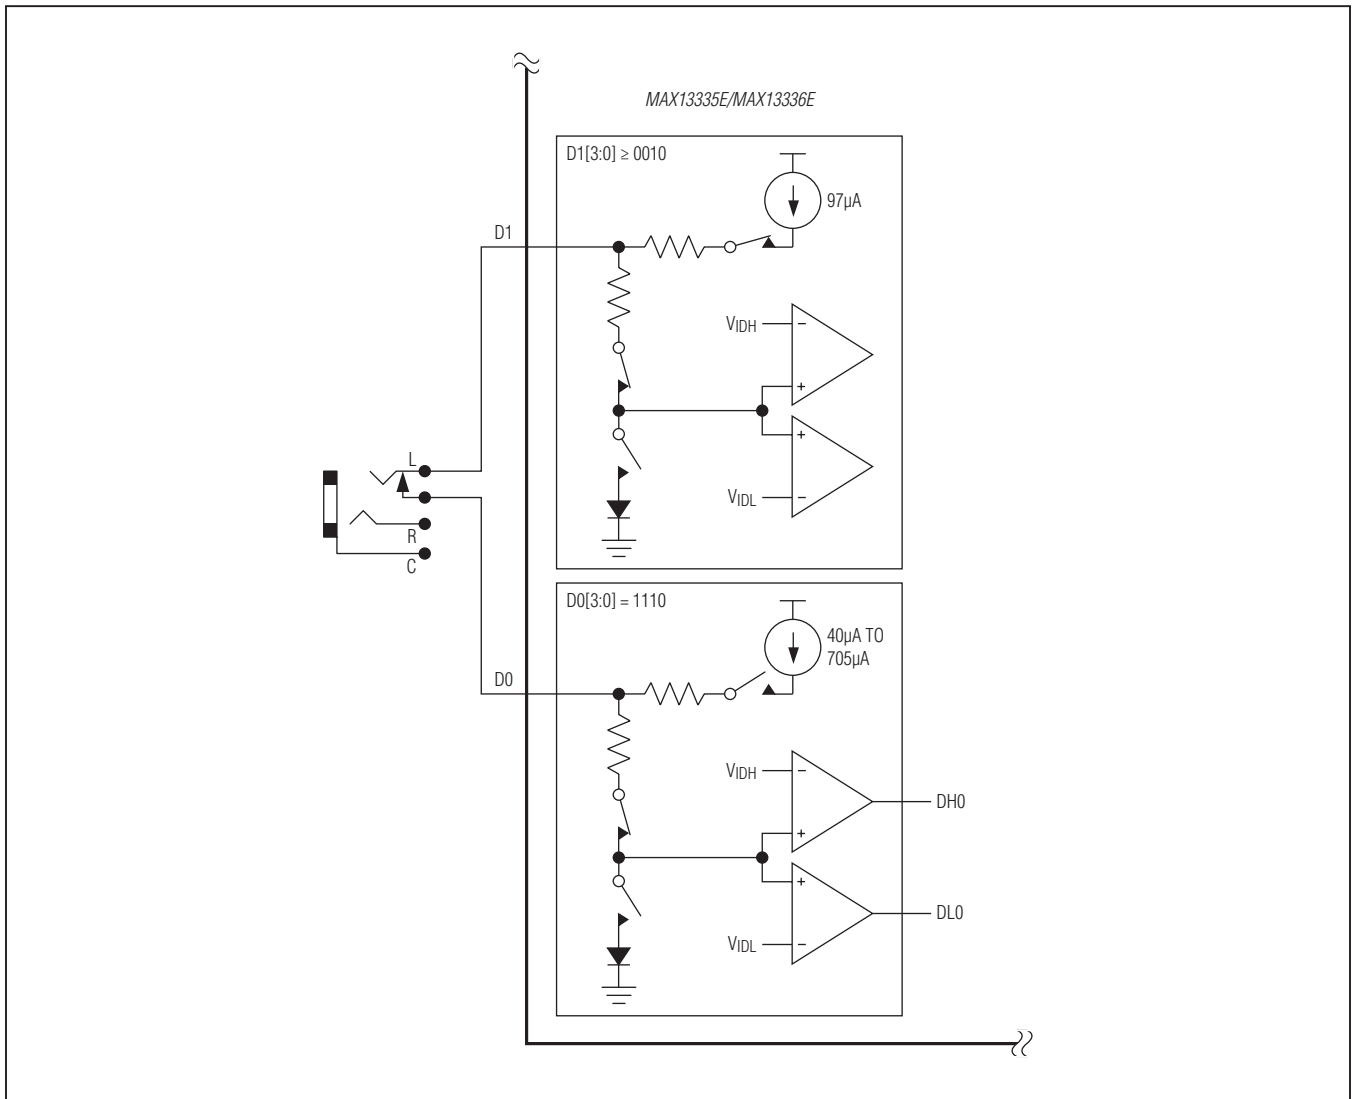 MAX13335E/MAX13336E
D1[3:0] ≥ 0010
97µA
D1
VIDH
−
+
+
VIDL
−
L
R
C
D0[3:0] = 1110
40µA TO
705µA
D0
VIDH
−
DH0
+
+
DL0
VIDL
−